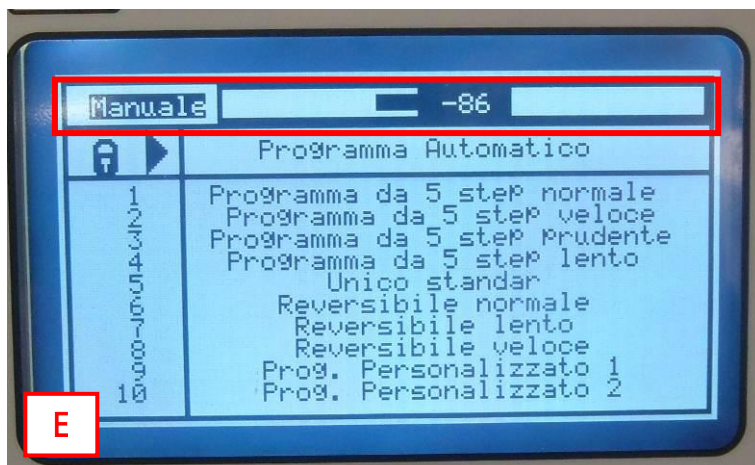 Manuale -86
Programma Automatico
1 Programma da 5 step normale
2 Programma da 5 step veloce
3 Programma da 5 step prudente
4 Programma da 5 step lento
5 Unico standar
6 Reversibile normale
7 Reversibile lento
8 Reversibile veloce
9 Prog. Personalizzato 1
10 Prog. Personalizzato 2
E